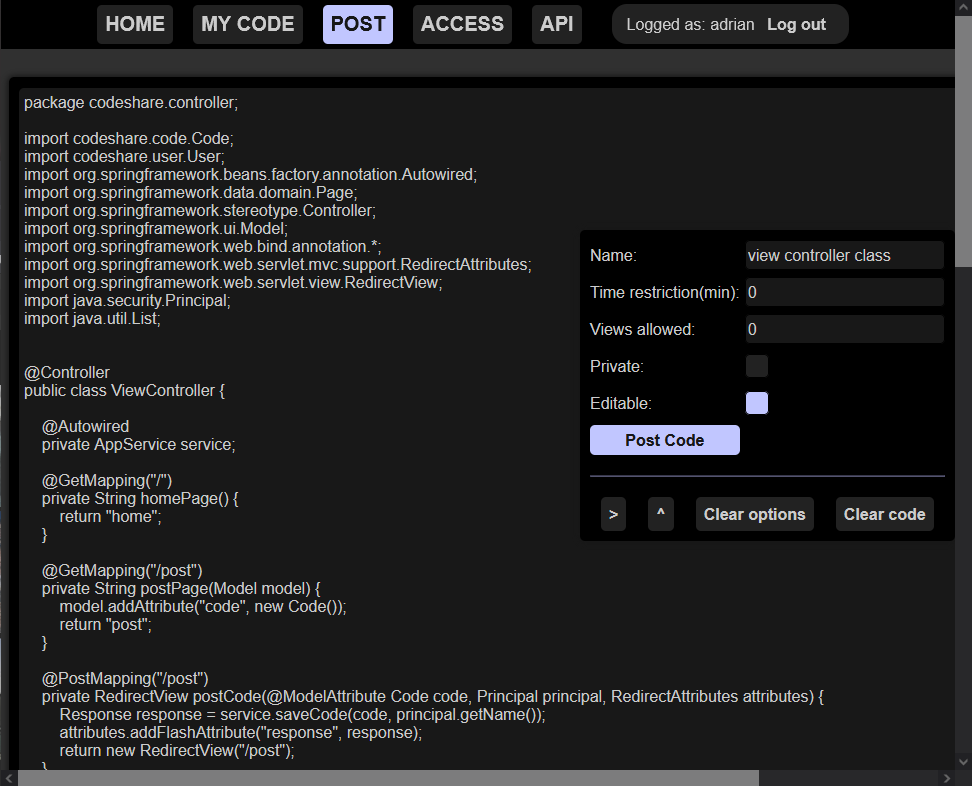 HOME MY CODE POST ACCESS API Logged as: adrian Log out
package codeshare.controller;
import codeshare.code.Code;
import codeshare.user.User;
import org.springframework.beans.factory.annotation.Autowired;
import org.springframework.data.domain.Page;
import org.springframework.stereotype.Controller;
import org.springframework.ui.Model;
import org.springframework.web.bind.annotation.*;
import org.springframework.web.servlet.mvc.support.RedirectAttributes;
import org.springframework.web.servlet.view.RedirectView;
import java.security.Principal;
import java.util.List;
@Controller
public class ViewController {
@Autowired
private AppService service;
@GetMapping("/")
private String homePage() {
return "home";
}
@GetMapping("/post")
private String postPage(Model model) {
model.addAttribute("code", new Code());
return "post";
}
@PostMapping("/post")
private RedirectView postCode(@ModelAttribute Code code, Principal principal, RedirectAttributes attributes) {
Response response = service.saveCode(code, principal.getName());
attributes.addFlashAttribute("response", response);
return new RedirectView("/post");
}
Name: view controller class
Time restriction(min): 0
Views allowed: 0
Private:
Editable:
Post Code
> ^ Clear options Clear code